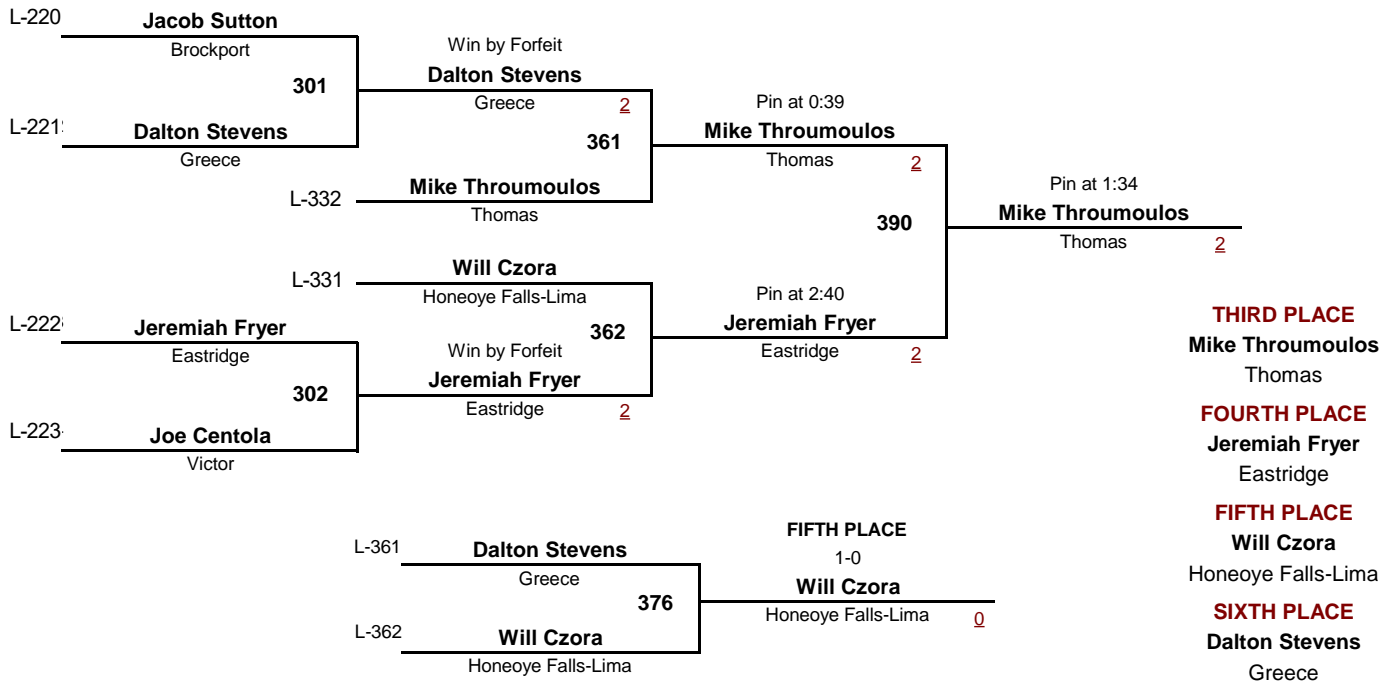 L-220
Jacob Sutton
Brockport
301
L-221
Dalton Stevens
Greece
Win by Forfeit
Dalton Stevens
Greece 2
361
L-332
Mike Throumoulos
Thomas
Pin at 0:39
Mike Throumoulos
Thomas 2
390
Pin at 1:34
Mike Throumoulos
Thomas 2
L-331
Will Czora
Honeoye Falls-Lima
362
L-222
Jeremiah Fryer
Eastridge
302
L-223
Joe Centola
Victor
Win by Forfeit
Jeremiah Fryer
Eastridge 2
Pin at 2:40
Jeremiah Fryer
Eastridge 2
L-361
Dalton Stevens
Greece
376
L-362
Will Czora
Honeoye Falls-Lima
FIFTH PLACE
1-0
Will Czora
Honeoye Falls-Lima 0
THIRD PLACE
Mike Throumoulos
Thomas
FOURTH PLACE
Jeremiah Fryer
Eastridge
FIFTH PLACE
Will Czora
Honeoye Falls-Lima
SIXTH PLACE
Dalton Stevens
Greece